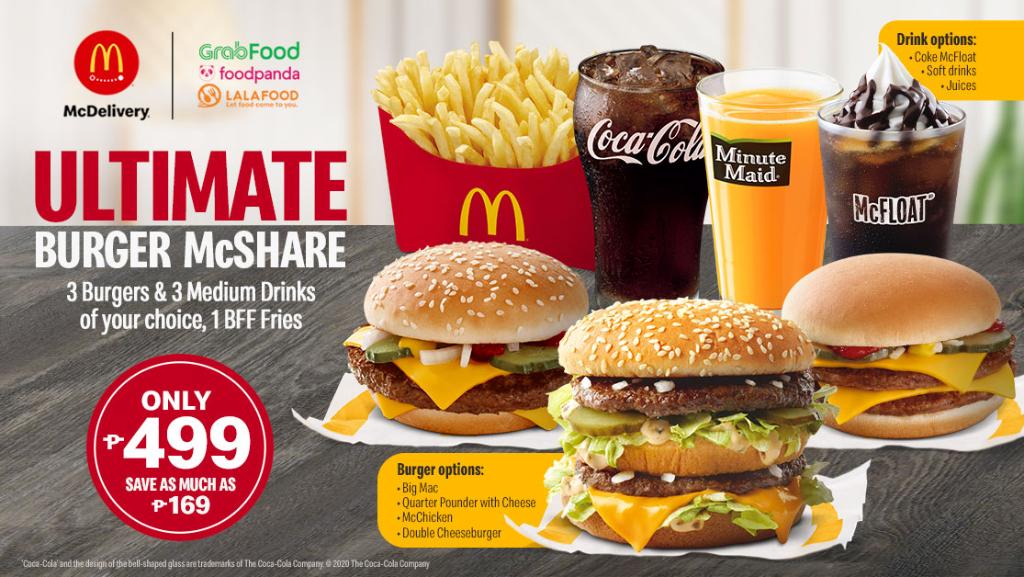 McDelivery
GrabFood
foodpanda
LALAFOOD
Let food come to you.
ULTIMATE
BURGER McSHARE
3 Burgers & 3 Medium Drinks
of your choice, 1 BFF Fries
ONLY
₱499
SAVE AS MUCH AS
₱169
Coca-Cola
Minute
Maid
McFLOAT
Drink options:
• Coke McFloat
• Soft drinks
• Juices
Burger options:
• Big Mac
• Quarter Pounder with Cheese
• McChicken
• Double Cheeseburger
'Coca-Cola' and the design of the bell-shaped glass are trademarks of The Coca-Cola Company. © 2020 The Coca-Cola Company